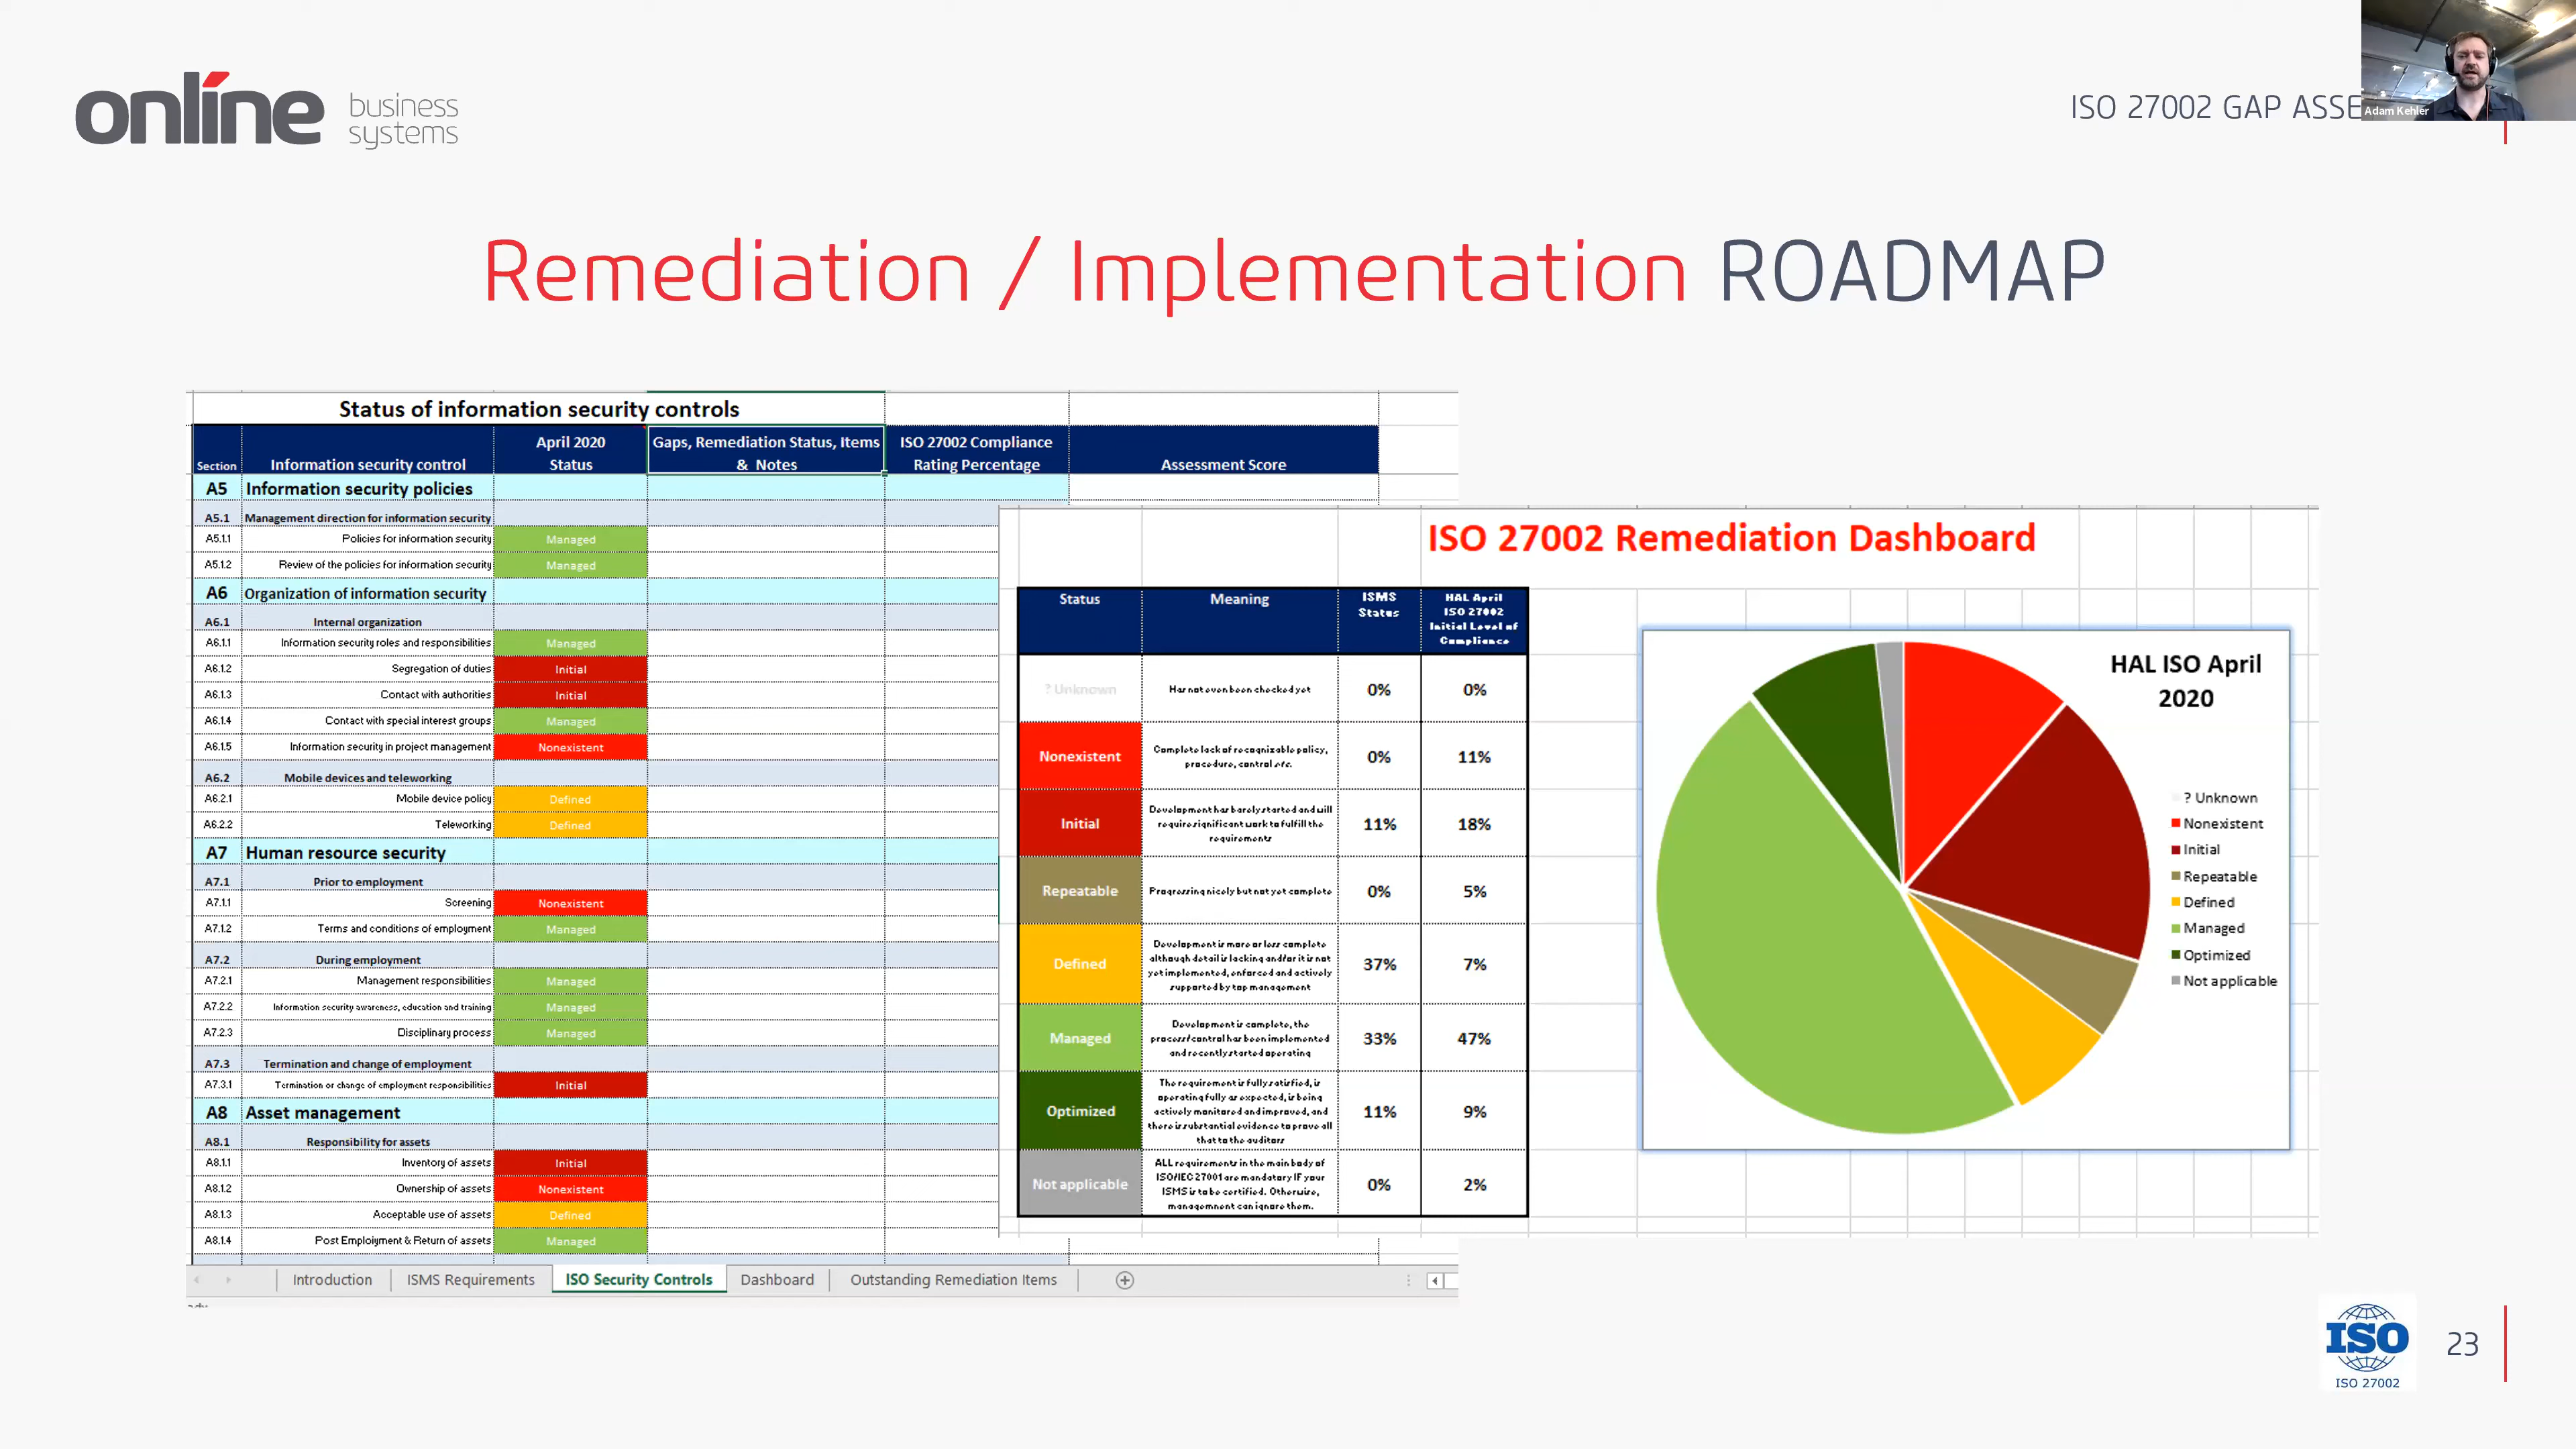 online business systems
ISO 27002 GAP ASSE
Adam Kehler
Remediation / Implementation ROADMAP
Status of information security controls
Section Information security control April 2020 Status Gaps, Remediation Status, Items & Notes ISO 27002 Compliance Rating Percentage Assessment Score
A5 Information security policies
A5.1 Management direction for information security
A5.1.1 Policies for information security Managed
A5.1.2 Review of the policies for information security Managed
A6 Organization of information security
A6.1 Internal organization
A6.1.1 Information security roles and responsibilities Managed
A6.1.2 Segregation of duties Initial
A6.1.3 Contact with authorities Initial
A6.1.4 Contact with special interest groups Managed
A6.1.5 Information security in project management Nonexistent
A6.2 Mobile devices and teleworking
A6.2.1 Mobile device policy Defined
A6.2.2 Teleworking Defined
A7 Human resource security
A7.1 Prior to employment
A7.1.1 Screening Nonexistent
A7.1.2 Terms and conditions of employment Managed
A7.2 During employment
A7.2.1 Management responsibilities Managed
A7.2.2 Information security awareness, education and training Managed
A7.2.3 Disciplinary process Managed
A7.3 Termination and change of employment
A7.3.1 Termination or change of employment responsibilities Initial
A8 Asset management
A8.1 Responsibility for assets
A8.1.1 Inventory of assets Initial
A8.1.2 Ownership of assets Nonexistent
A8.1.3 Acceptable use of assets Defined
A8.1.4 Post Employment & Return of assets Managed
Introduction ISMS Requirements ISO Security Controls Dashboard Outstanding Remediation Items
ISO 27002 Remediation Dashboard
Status Meaning ISMS Status HAL April ISO 27002 Initial Level of Compliance
? Unknown Has not even been checked yet 0% 0%
Nonexistent Complete lack of recognizable policy, procedure, control etc. 0% 11%
Initial Development has barely started and will require significant work to fulfill the requirements 11% 18%
Repeatable Progressing nicely but not yet complete 0% 5%
Defined Development is more or less complete although detail is lacking and/or it is not yet implemented, enforced and actively supported by top management 37% 7%
Managed Development is complete, the process/control has been implemented and recently started operating 33% 47%
Optimized The requirement is fully satisfied, is operating fully as expected, is being actively monitored and improved, and there is substantial evidence to prove all that to the auditors 11% 9%
Not applicable ALL requirements in the main body of ISO/IEC 27001 are mandatory IF your ISMS is to be certified. Otherwise, managemnent can ignore them. 0% 2%
HAL ISO April 2020
? Unknown
Nonexistent
Initial
Repeatable
Defined
Managed
Optimized
Not applicable
ISO
ISO 27002
23